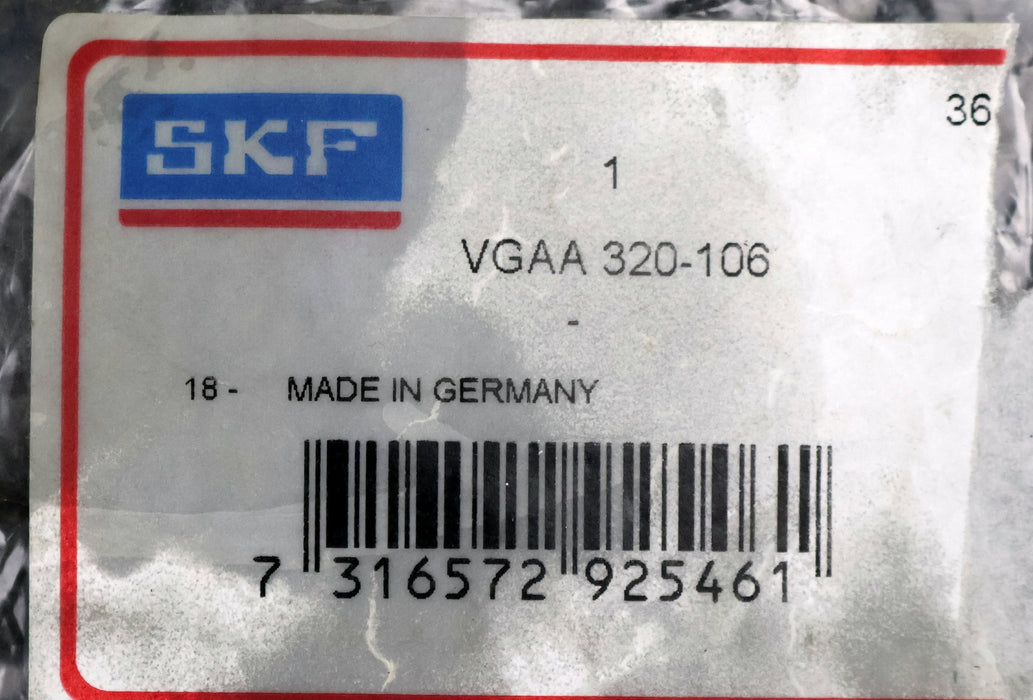 SKF
36
1
VGAA 320-106
-
18 - MADE IN GERMANY
7 316572 925461